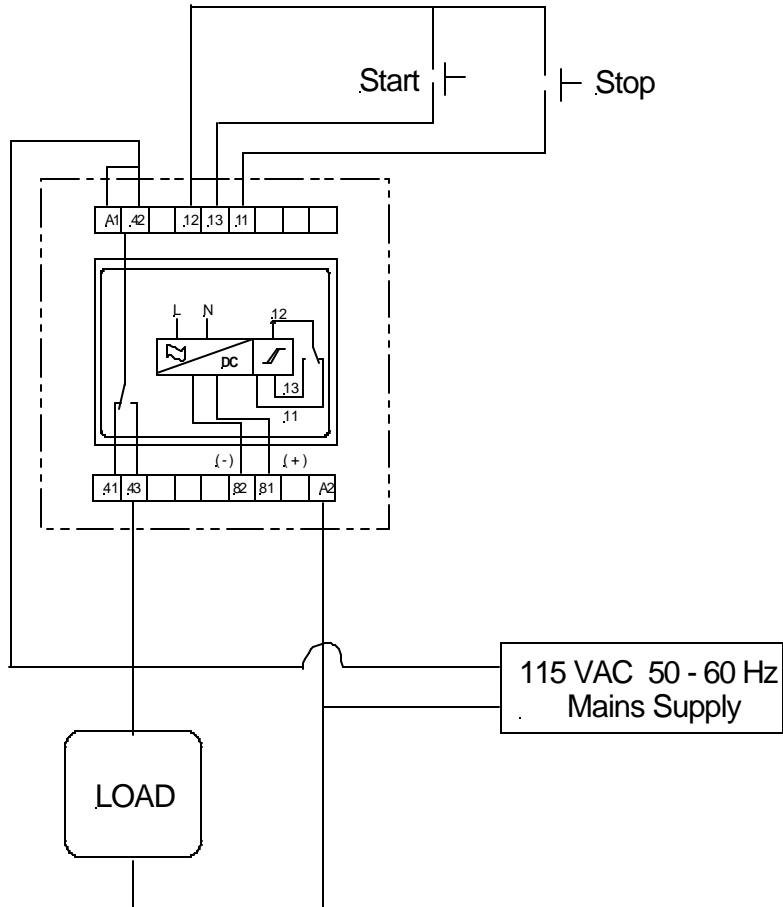 Start
Stop
A1 .42 .12 .13 .11
L N .12
DC
.13
.11
(-) (+)
.41 .43 .82 .81 A2
115 VAC 50 - 60 Hz
Mains Supply
LOAD